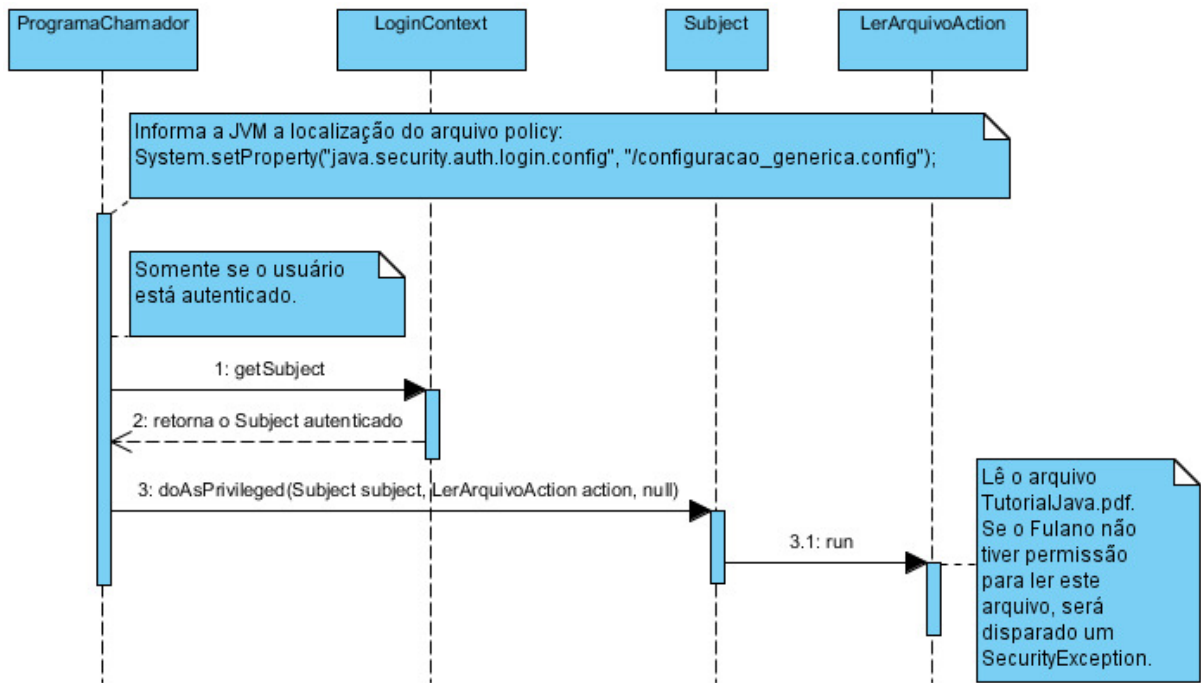 ProgramaChamador
LoginContext
Subject
LerArquivoAction
Informa a JVM a localização do arquivo policy:
System.setProperty("java.security.auth.login.config", "/configuracao_generica.config");
Somente se o usuário
está autenticado.
1: getSubject
2: retorna o Subject autenticado
3: doAsPrivileged(Subject subject, LerArquivoAction action, null)
3.1: run
Lê o arquivo
TutorialJava.pdf.
Se o Fulano não
tiver permissão
para ler este
arquivo, será
disparado um
SecurityException.